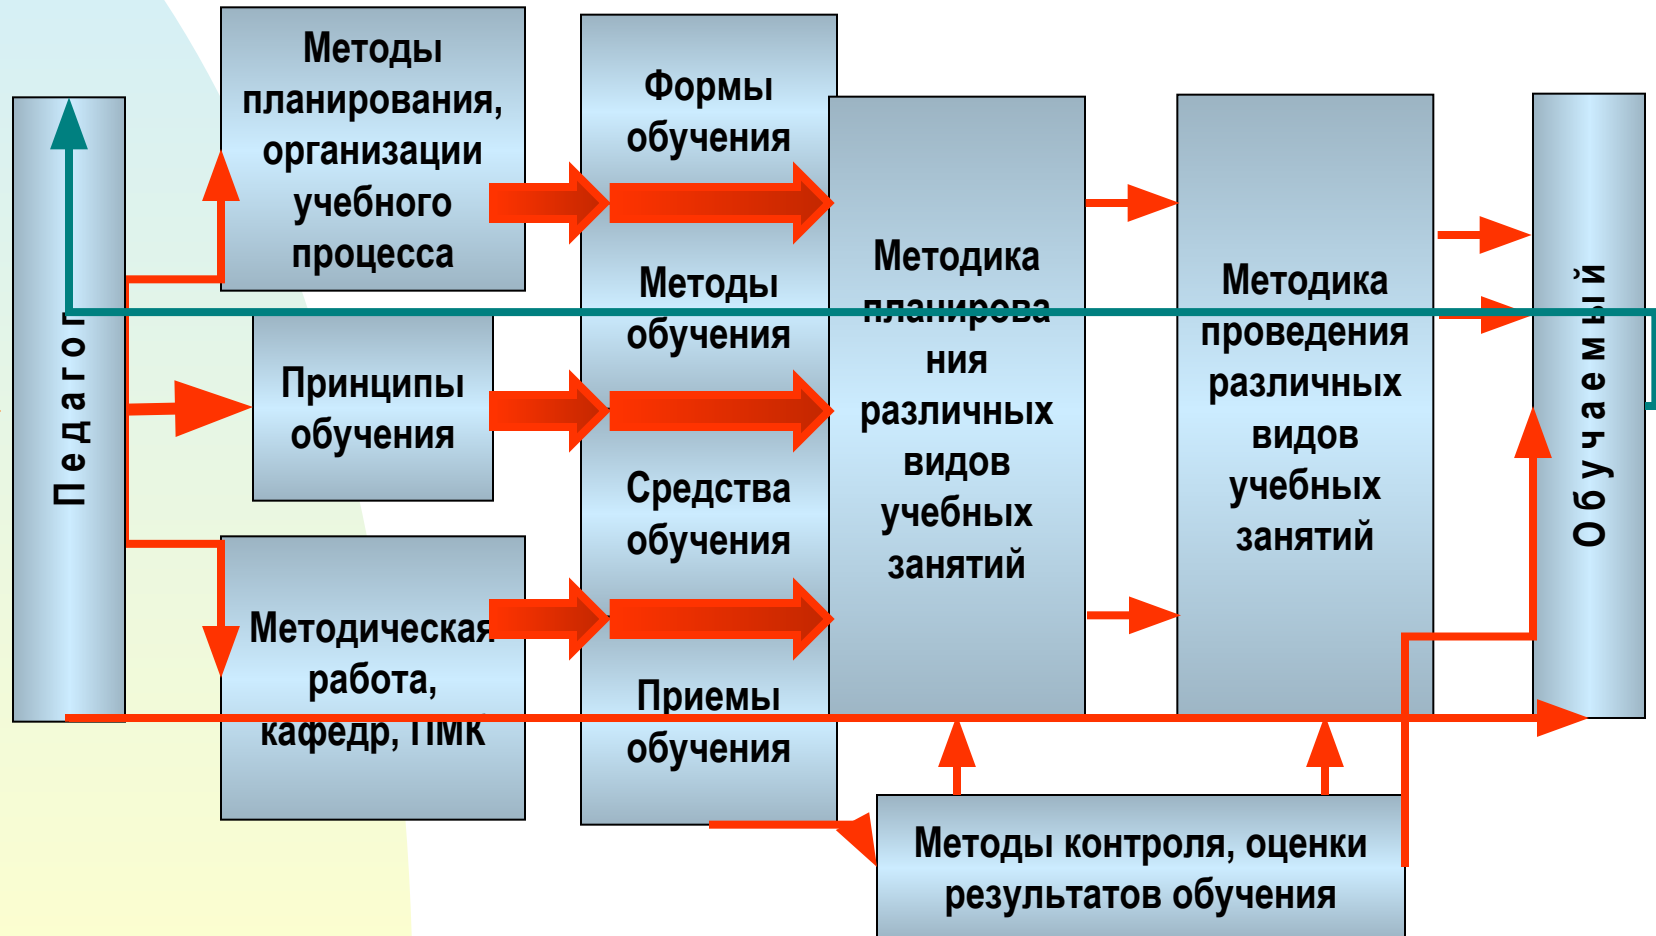 Педагог
Методы
планирования,
организации
учебного
процесса
Принципы
обучения
Методическая
работа,
кафедр, ПМК
Формы
обучения
Методы
обучения
Средства
обучения
Приемы
обучения
Методика
планирова
ния
различных
видов
учебных
занятий
Методика
проведения
различных
видов
учебных
занятий
Обучаемый
Методы контроля, оценки
результатов обучения